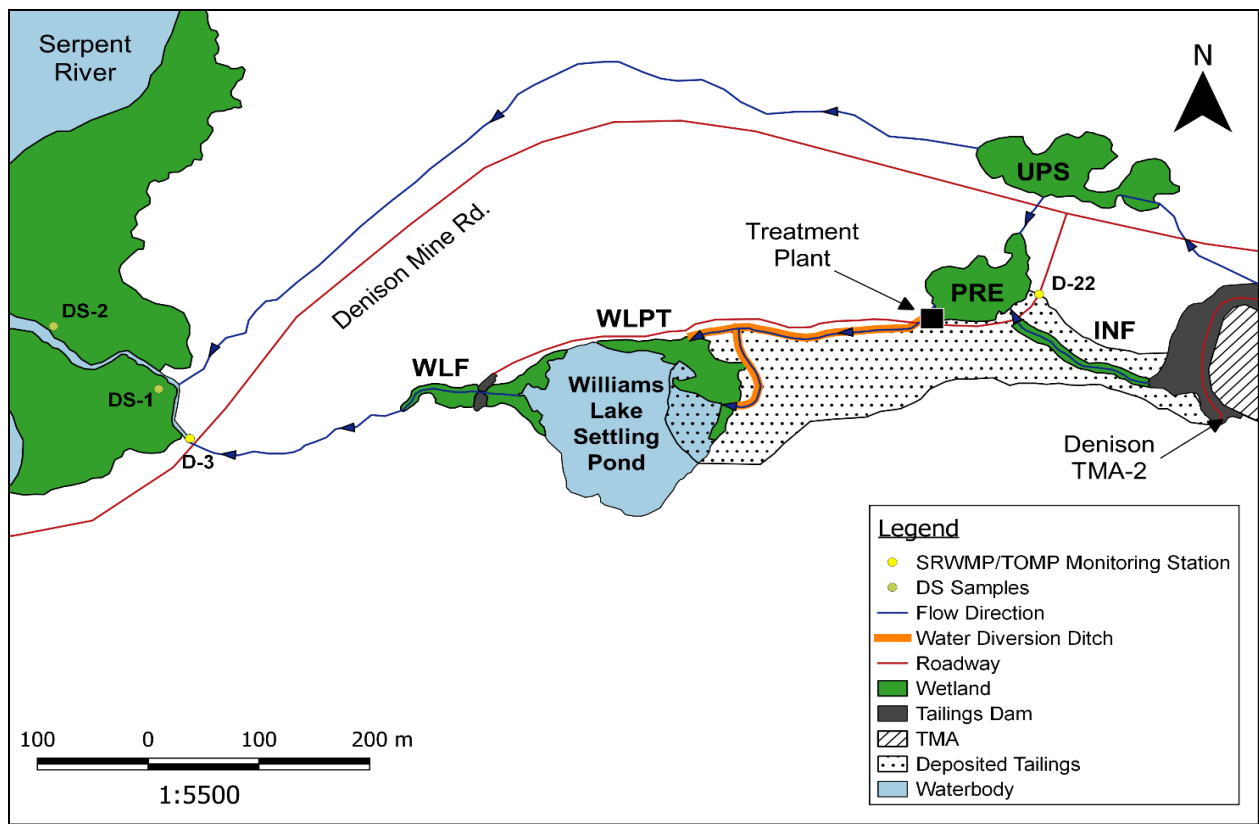 Serpent
River
N
UPS
Treatment
Plant
Denison Mine Rd.
PRE
D-22
DS-2
WLPT
INF
WLF
DS-1
Williams
Lake
Settling
Pond
D-3
Denison
TMA-2
Legend
SRWMP/TOMP Monitoring Station
DS Samples
Flow Direction
Water Diversion Ditch
Roadway
Wetland
Tailings Dam
TMA
Deposited Tailings
Waterbody
100 0 100 200 m
1:5500